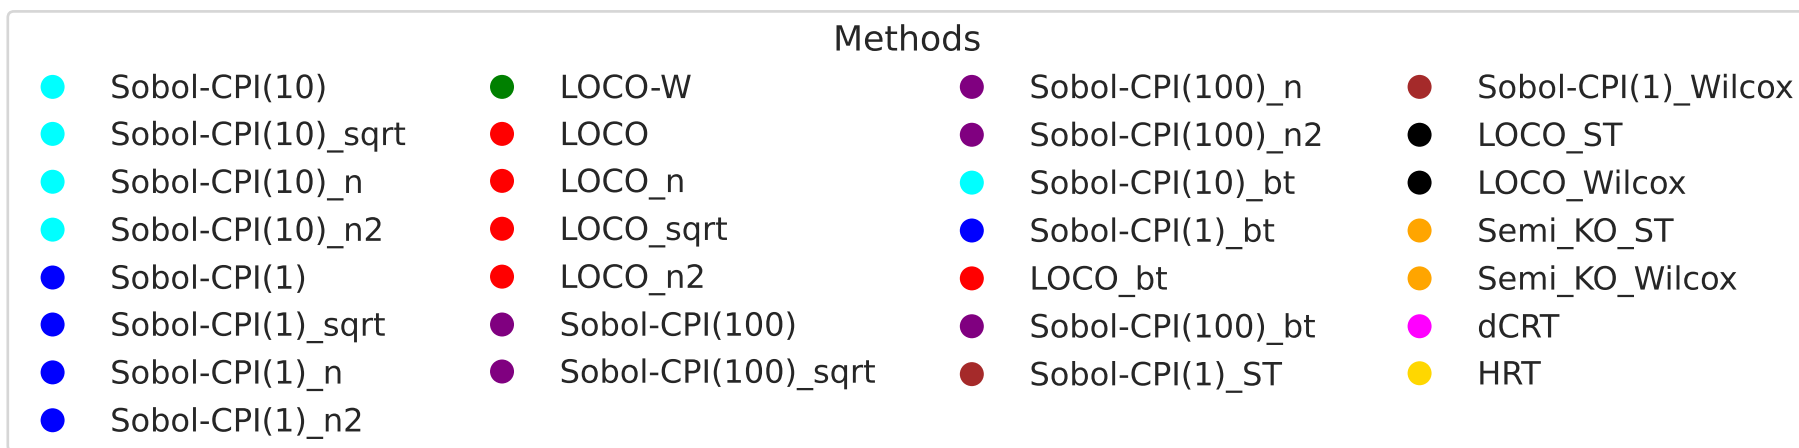 Methods
Sobol-CPI(10)
Sobol-CPI(10)_sqrt
Sobol-CPI(10)_n
Sobol-CPI(10)_n2
Sobol-CPI(1)
Sobol-CPI(1)_sqrt
Sobol-CPI(1)_n
Sobol-CPI(1)_n2
LOCO-W
LOCO
LOCO_n
LOCO_sqrt
LOCO_n2
Sobol-CPI(100)
Sobol-CPI(100)_sqrt
Sobol-CPI(100)_n
Sobol-CPI(100)_n2
Sobol-CPI(10)_bt
Sobol-CPI(1)_bt
LOCO_bt
Sobol-CPI(100)_bt
Sobol-CPI(1)_ST
Sobol-CPI(1)_Wilcox
LOCO_ST
LOCO_Wilcox
Semi_KO_ST
Semi_KO_Wilcox
dCRT
HRT